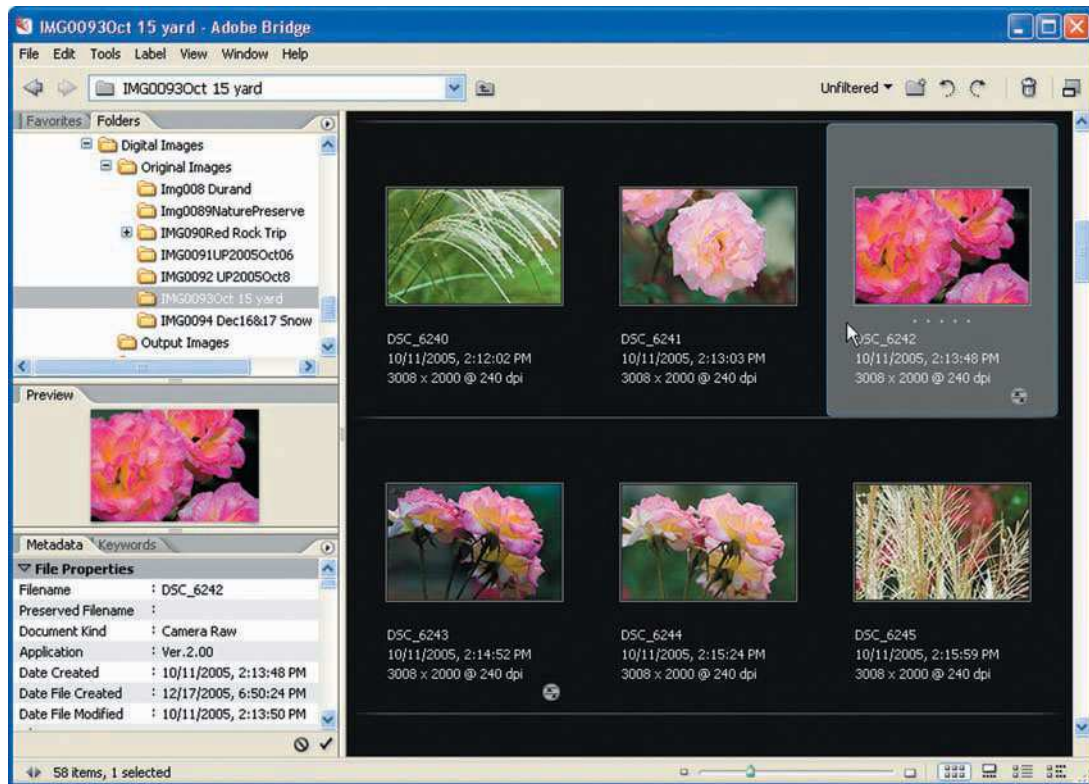 IMG0093Oct 15 yard - Adobe Bridge
File Edit Tools Label View Window Help
IMG0093Oct 15 yard
Unfiltered
Favorites Folders
Digital Images
Original Images
Img008 Durand
Img0089NaturePreserve
IMG090Red Rock Trip
IMG0091UP2005Oct06
IMG0092 UP2005Oct8
IMG0093Oct 15 yard
IMG0094 Dec16&17 Snow
Output Images
Preview
Metadata Keywords
File Properties
Filename : DSC_6242
Preserved Filename :
Document Kind : Camera Raw
Application : Ver.2.00
Date Created : 10/11/2005, 2:13:48 PM
Date File Created : 12/17/2005, 6:50:24 PM
Date File Modified : 10/11/2005, 2:13:50 PM
DSC_6240
10/11/2005, 2:12:02 PM
3008 x 2000 @ 240 dpi
DSC_6241
10/11/2005, 2:13:03 PM
3008 x 2000 @ 240 dpi
DSC_6242
10/11/2005, 2:13:48 PM
3008 x 2000 @ 240 dpi
DSC_6243
10/11/2005, 2:14:52 PM
3008 x 2000 @ 240 dpi
DSC_6244
10/11/2005, 2:15:24 PM
3008 x 2000 @ 240 dpi
DSC_6245
10/11/2005, 2:15:59 PM
3008 x 2000 @ 240 dpi
58 items, 1 selected